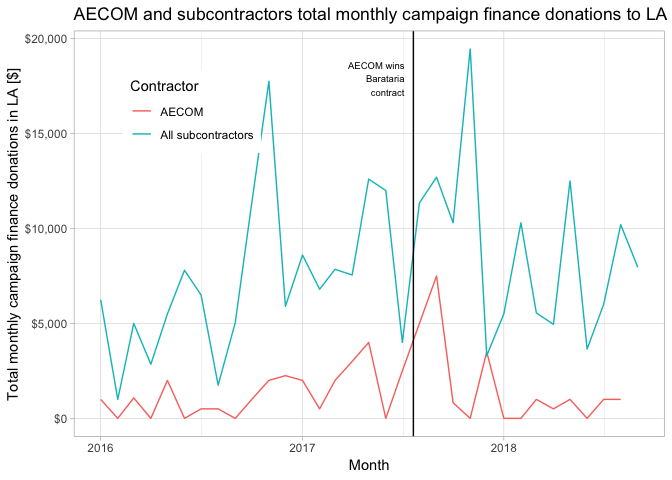 AECOM and subcontractors total monthly campaign finance donations to LA
Total monthly campaign finance donations in LA [$]
$20,000
$15,000
$10,000
$5,000
$0
Contractor
AECOM
All subcontractors
AECOM wins
Barataria
contract
2016
2017
2018
Month